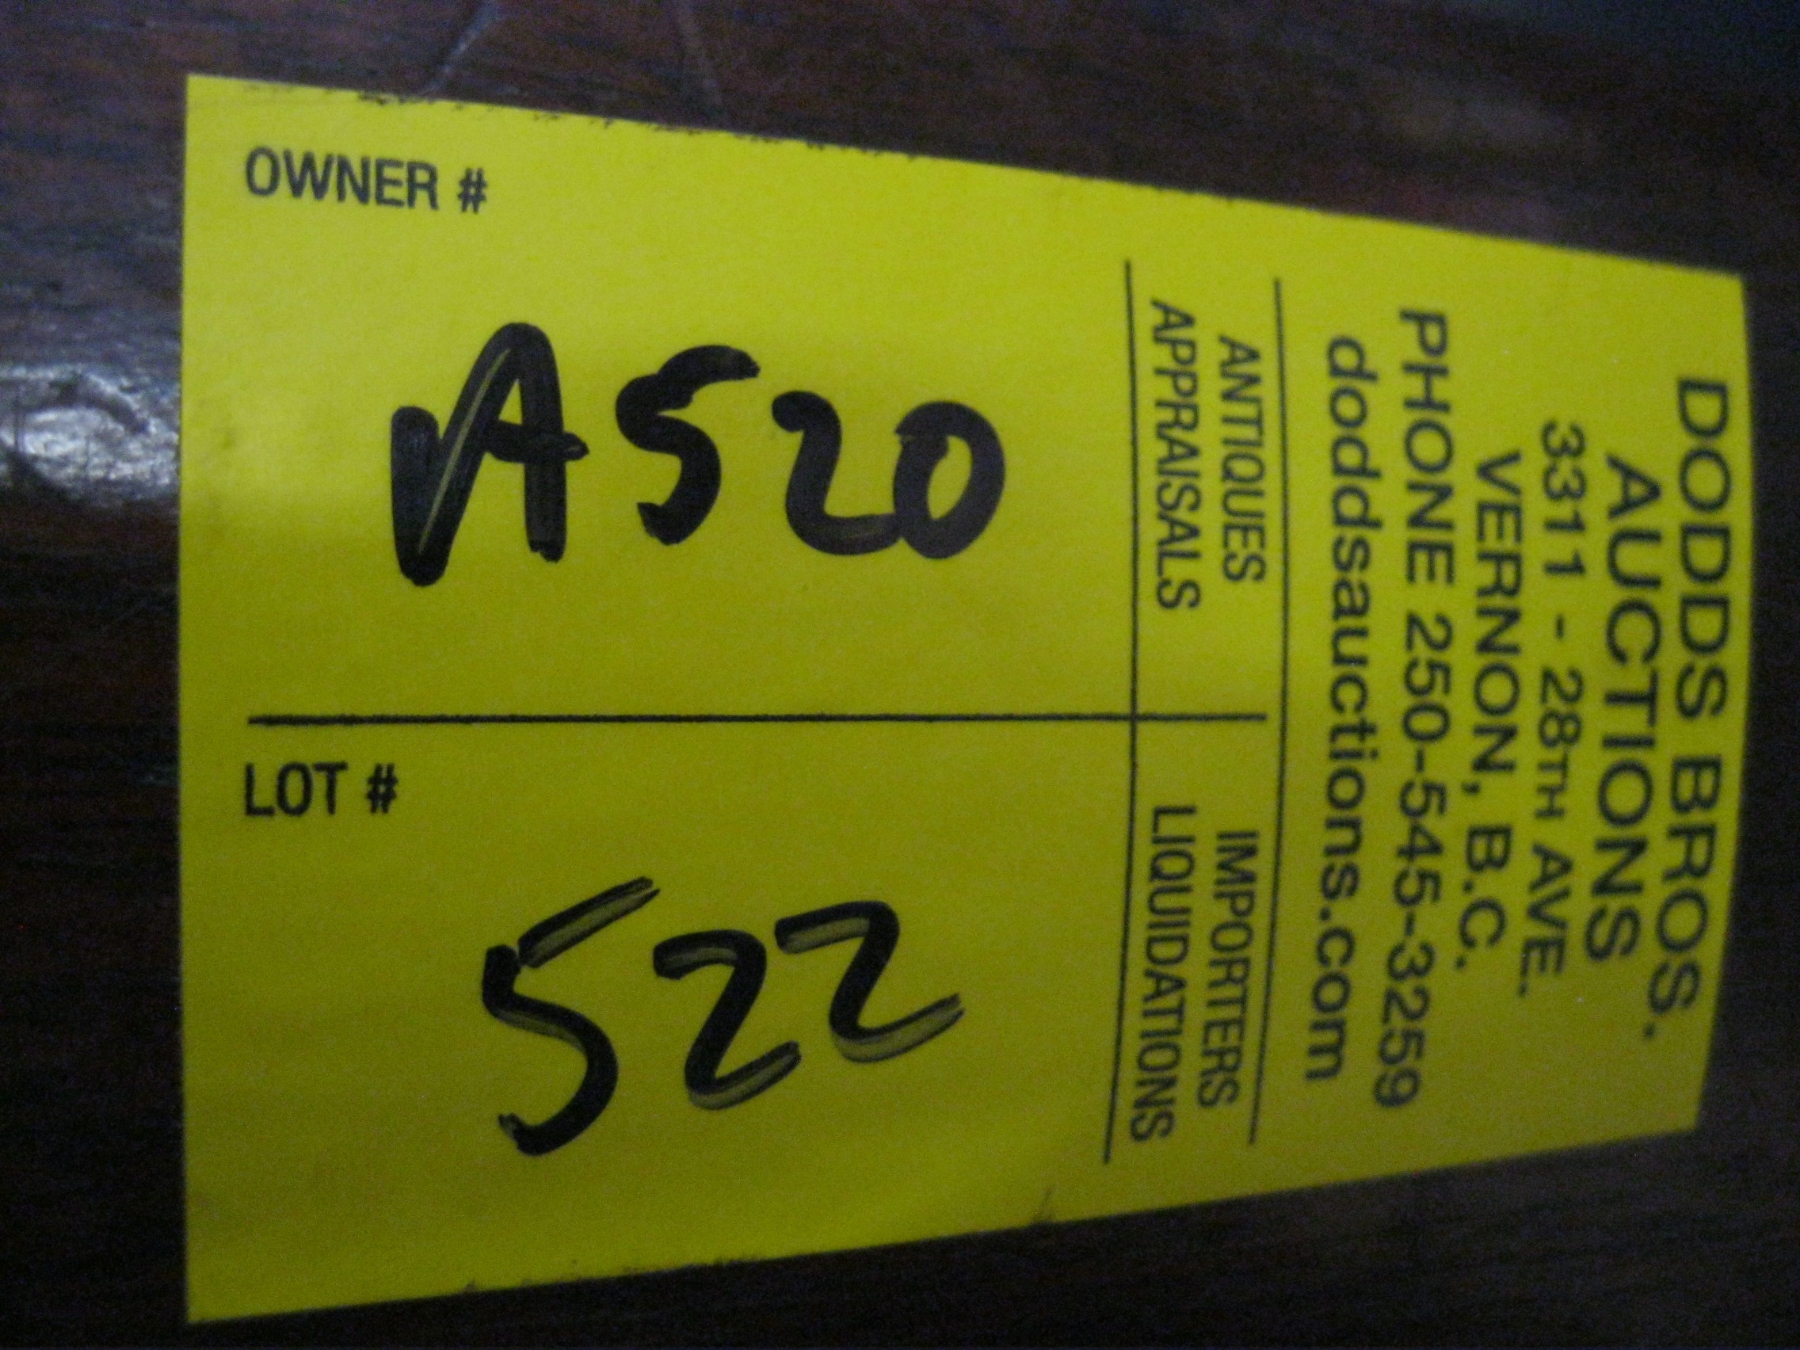 OWNER #
A520
LOT #
522
DODDS BROS.
AUCTIONS
3311 - 28TH AVE.
VERNON, B.C.
PHONE 250-545-3259
doddsauctions.com
ANTIQUES IMPORTERS
APPRAISALS LIQUIDATIONS